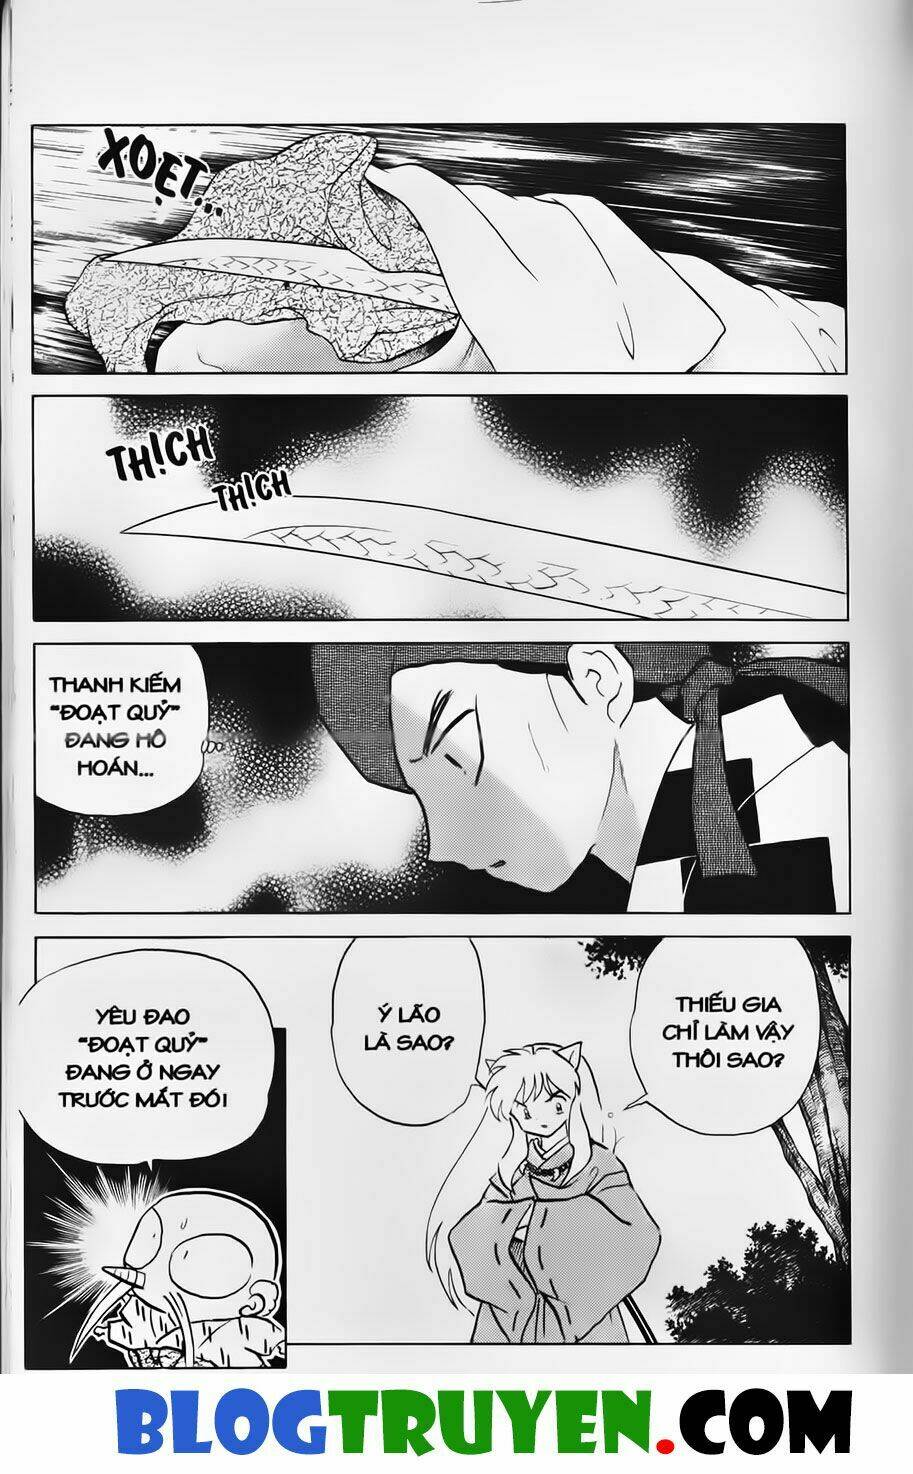 XOẸT...
THỊCH
THỊCH
THANH KIẾM
"ĐOẠT QUỶ"
ĐANG HÔ
HOÁN...
THIẾU GIA
CHỈ LÀM VẬY
THÔI SAO?
Ý LÃO
LÀ SAO?
YÊU ĐAO
"ĐOẠT QUỶ"
ĐANG Ở NGAY
TRƯỚC MẮT ĐÓ!
BLOGTRUYEN.COM